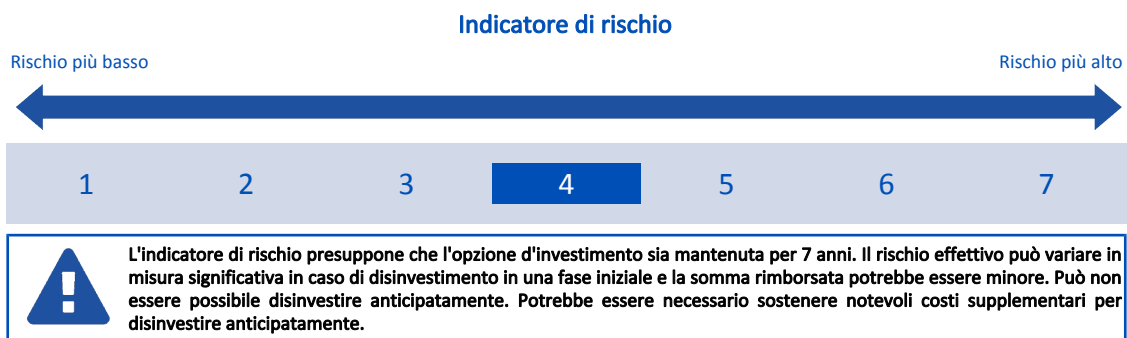 Indicatore di rischio
Rischio più basso
Rischio più alto
1 2 3 4 5 6 7
L'indicatore di rischio presuppone che l'opzione d'investimento sia mantenuta per 7 anni. Il rischio effettivo può variare in
misura significativa in caso di disinvestimento in una fase iniziale e la somma rimborsata potrebbe essere minore. Può non
essere possibile disinvestire anticipatamente. Potrebbe essere necessario sostenere notevoli costi supplementari per
disinvestire anticipatamente.